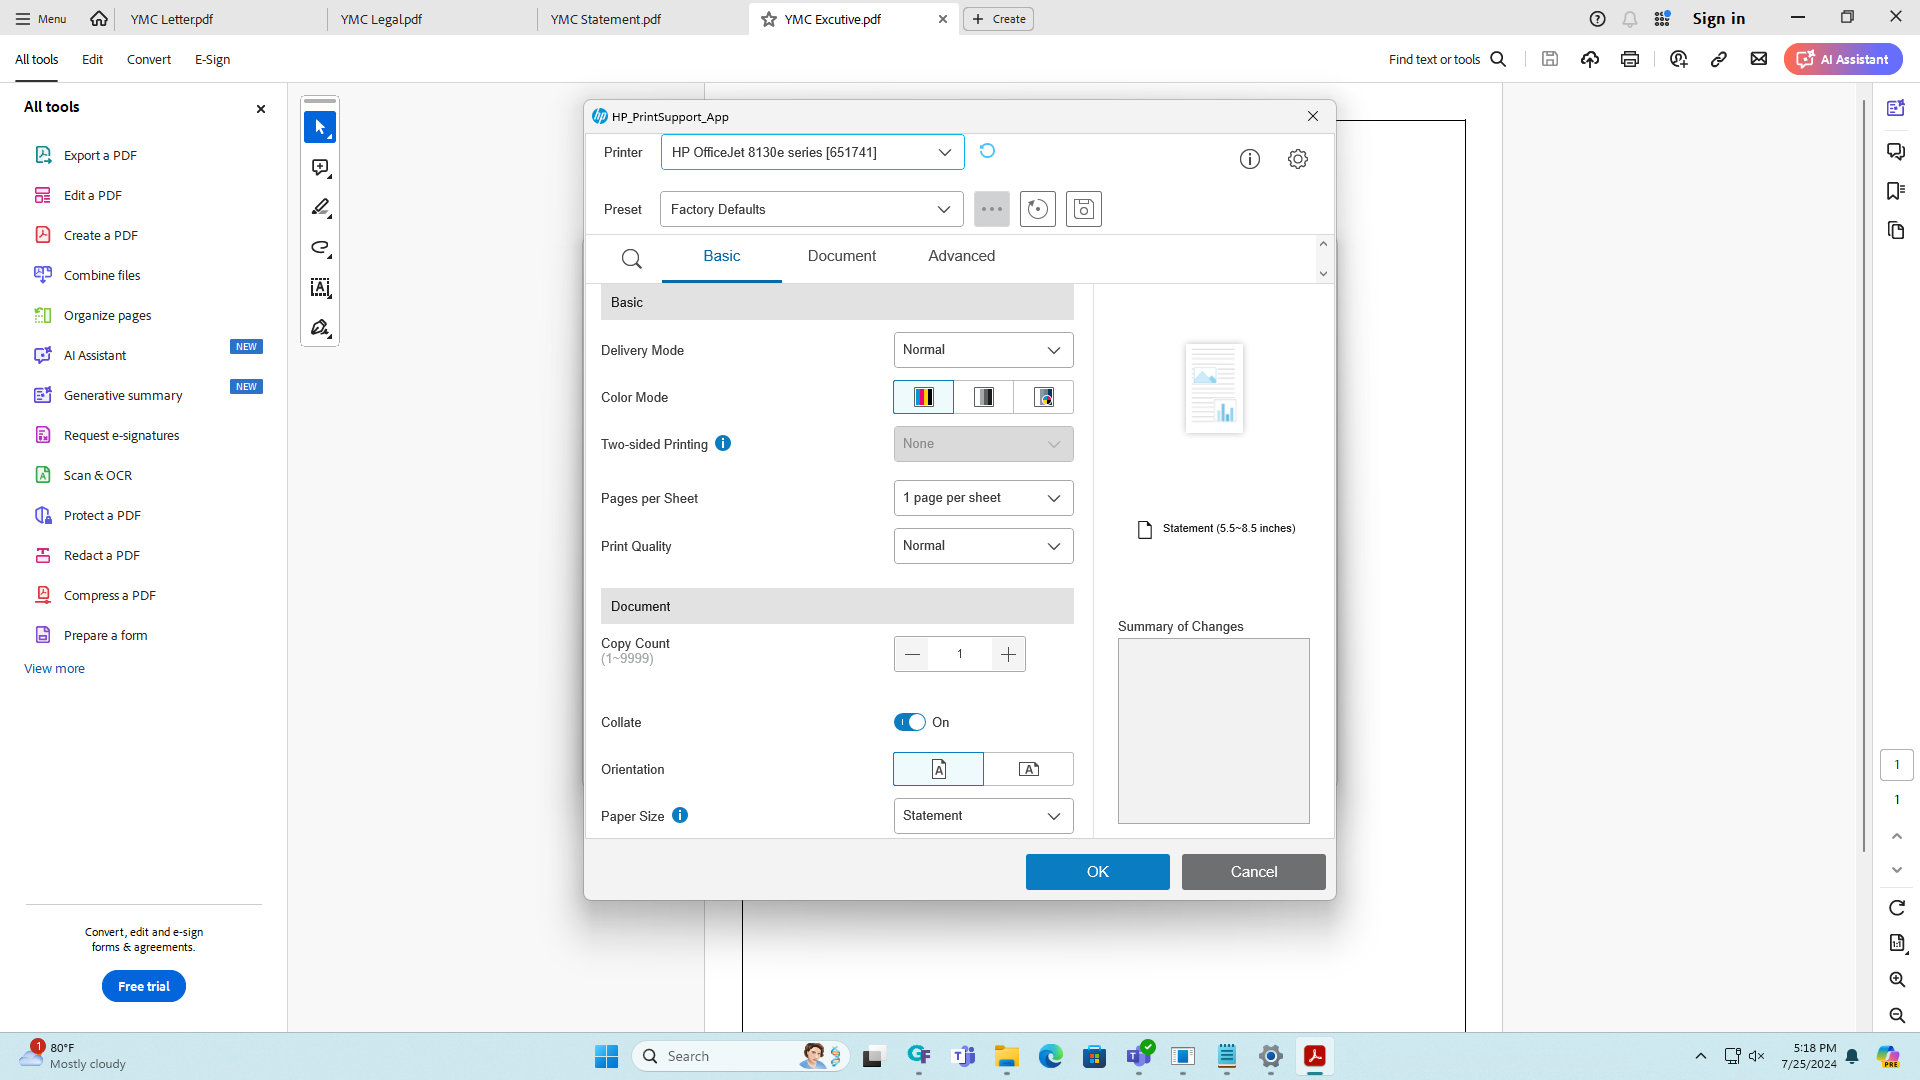 Menu
YMC Letter.pdf
YMC Legal.pdf
YMC Statement.pdf
YMC Excutive.pdf
Create
Sign in
All tools
Edit
Convert
E-Sign
Find text or tools
AI Assistant
All tools
Export a PDF
Edit a PDF
Create a PDF
Combine files
Organize pages
AI Assistant
NEW
Generative summary
NEW
Request e-signatures
Scan & OCR
Protect a PDF
Redact a PDF
Compress a PDF
Prepare a form
View more
Convert, edit and e-sign
forms & agreements.
Free trial
HP_PrintSupport_App
Printer
HP OfficeJet 8130e series [651741]
Preset
Factory Defaults
Basic
Document
Advanced
Basic
Delivery Mode
Normal
Color Mode
Two-sided Printing
None
Pages per Sheet
1 page per sheet
Print Quality
Normal
Document
Copy Count
(1~9999)
1
Collate
On
Orientation
Paper Size
Statement
Statement (5.5~8.5 inches)
Summary of Changes
OK
Cancel
1
1
1
80°F
Mostly cloudy
Search
5:18 PM
7/25/2024
PRE